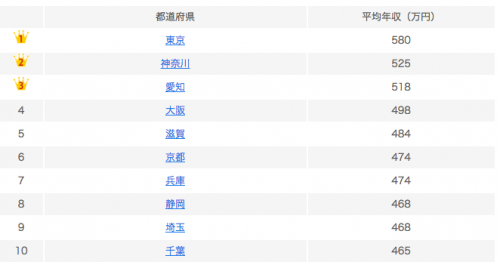 都道府県 平均年収（万円）
1 東京 580
2 神奈川 525
3 愛知 518
4 大阪 498
5 滋賀 484
6 京都 474
7 兵庫 474
8 静岡 468
9 埼玉 468
10 千葉 465